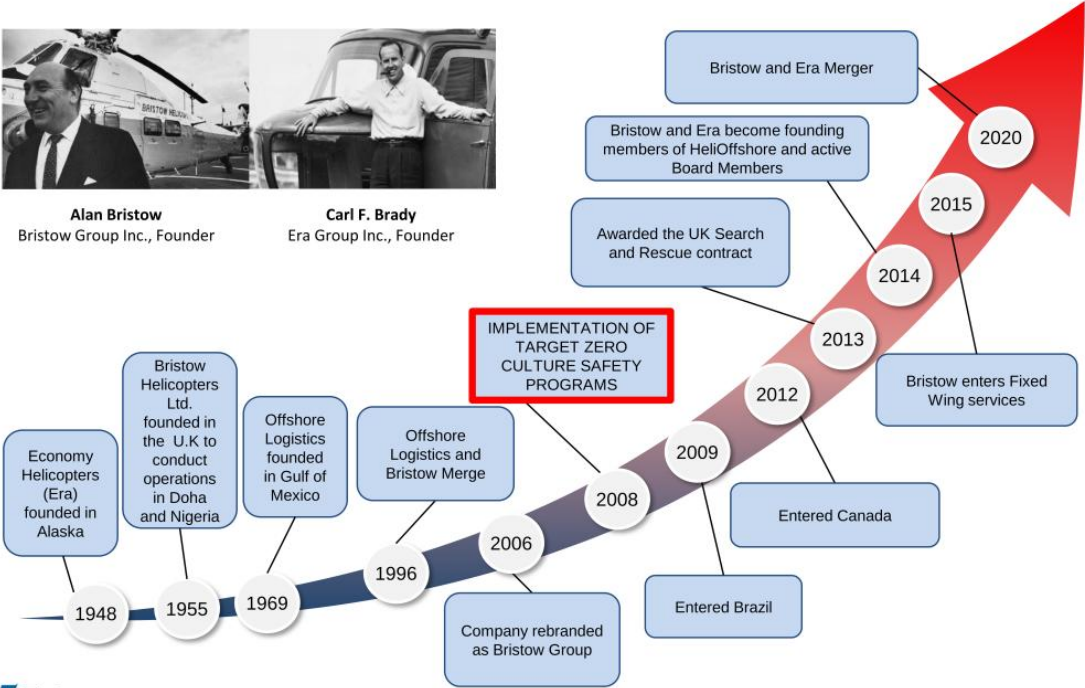 BRISTOW HELICO
Alan Bristow
Bristow Group Inc., Founder
Carl F. Brady
Era Group Inc., Founder
Economy
Helicopters
(Era)
founded in
Alaska
1948
Bristow
Helicopters
Ltd.
founded in
the U.K to
conduct
operations
in Doha
and Nigeria
1955
Offshore
Logistics
founded
in Gulf of
Mexico
1969
Offshore
Logistics and
Bristow Merge
1996
2006
Company rebranded
as Bristow Group
IMPLEMENTATION OF
TARGET ZERO
CULTURE SAFETY
PROGRAMS
2008
2009
Entered Brazil
2012
Entered Canada
Awarded the UK Search
and Rescue contract
2013
Bristow and Era become founding
members of HeliOffshore and active
Board Members
2014
2015
Bristow enters Fixed
Wing services
Bristow and Era Merger
2020